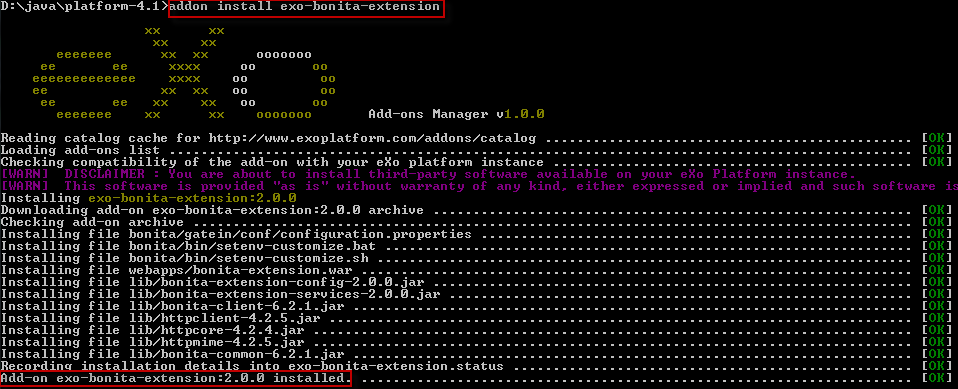 D:\java\platform-4.1>addon install exo-bonita-extension
xx      xx
xx    xx
eeeeeee        xx  xx      ooooooo
ee       ee       xxxx     oo       oo
eeeeeeeeeeeee      xxxx    oo         oo
ee                xx  xx    oo       oo
ee              xx    xx   oo       oo
eeeeeee      xx      xx    ooooooo        Add-ons Manager v1.0.0
Reading catalog cache for http://www.exoplatform.com/addons/catalog ............................................... [OK]
Loading add-ons list .............................................................................................. [OK]
Checking compatibility of the add-on with your eXo platform instance .............................................. [OK]
[WARN]  DISCLAIMER : You are about to install third-party software available on your eXo Platform instance.
[WARN]  This software is provided "as is" without warranty of any kind, either expressed or implied and such software is
Installing exo-bonita-extension:2.0.0
Downloading add-on exo-bonita-extension:2.0.0 archive ............................................................. [OK]
Checking add-on archive ........................................................................................... [OK]
Installing file bonita/gatein/conf/configuration.properties ....................................................... [OK]
Installing file bonita/bin/setenv-customize.bat ................................................................... [OK]
Installing file bonita/bin/setenv-customize.sh .................................................................... [OK]
Installing file webapps/bonita-extension.war ...................................................................... [OK]
Installing file lib/bonita-extension-config-2.0.0.jar ............................................................. [OK]
Installing file lib/bonita-extension-services-2.0.0.jar ........................................................... [OK]
Installing file lib/bonita-client-6.2.1.jar ....................................................................... [OK]
Installing file lib/httpclient-4.2.5.jar .......................................................................... [OK]
Installing file lib/httpcore-4.2.4.jar ............................................................................ [OK]
Installing file lib/httpmime-4.2.5.jar ............................................................................ [OK]
Installing file lib/bonita-common-6.2.1.jar ....................................................................... [OK]
Recording installation details into exo-bonita-extension.status ................................................... [OK]
Add-on exo-bonita-extension:2.0.0 installed. ...................................................................... [OK]